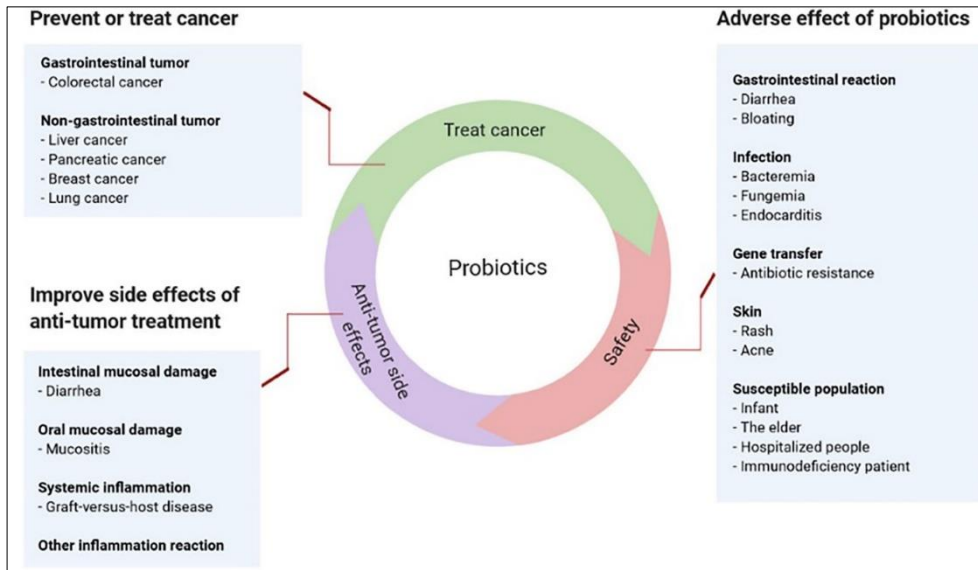 Prevent or treat cancer
Gastrointestinal tumor
- Colorectal cancer
Non-gastrointestinal tumor
- Liver cancer
- Pancreatic cancer
- Breast cancer
- Lung cancer
Improve side effects of
anti-tumor treatment
Intestinal mucosal damage
- Diarrhea
Oral mucosal damage
- Mucositis
Systemic inflammation
- Graft-versus-host disease
Other inflammation reaction
Treat cancer
Probiotics
Anti-tumor side
effects
Safety
Adverse effect of probiotics
Gastrointestinal reaction
- Diarrhea
- Bloating
Infection
- Bacteremia
- Fungemia
- Endocarditis
Gene transfer
- Antibiotic resistance
Skin
- Rash
- Acne
Susceptible population
- Infant
- The elder
- Hospitalized people
- Immunodeficiency patient